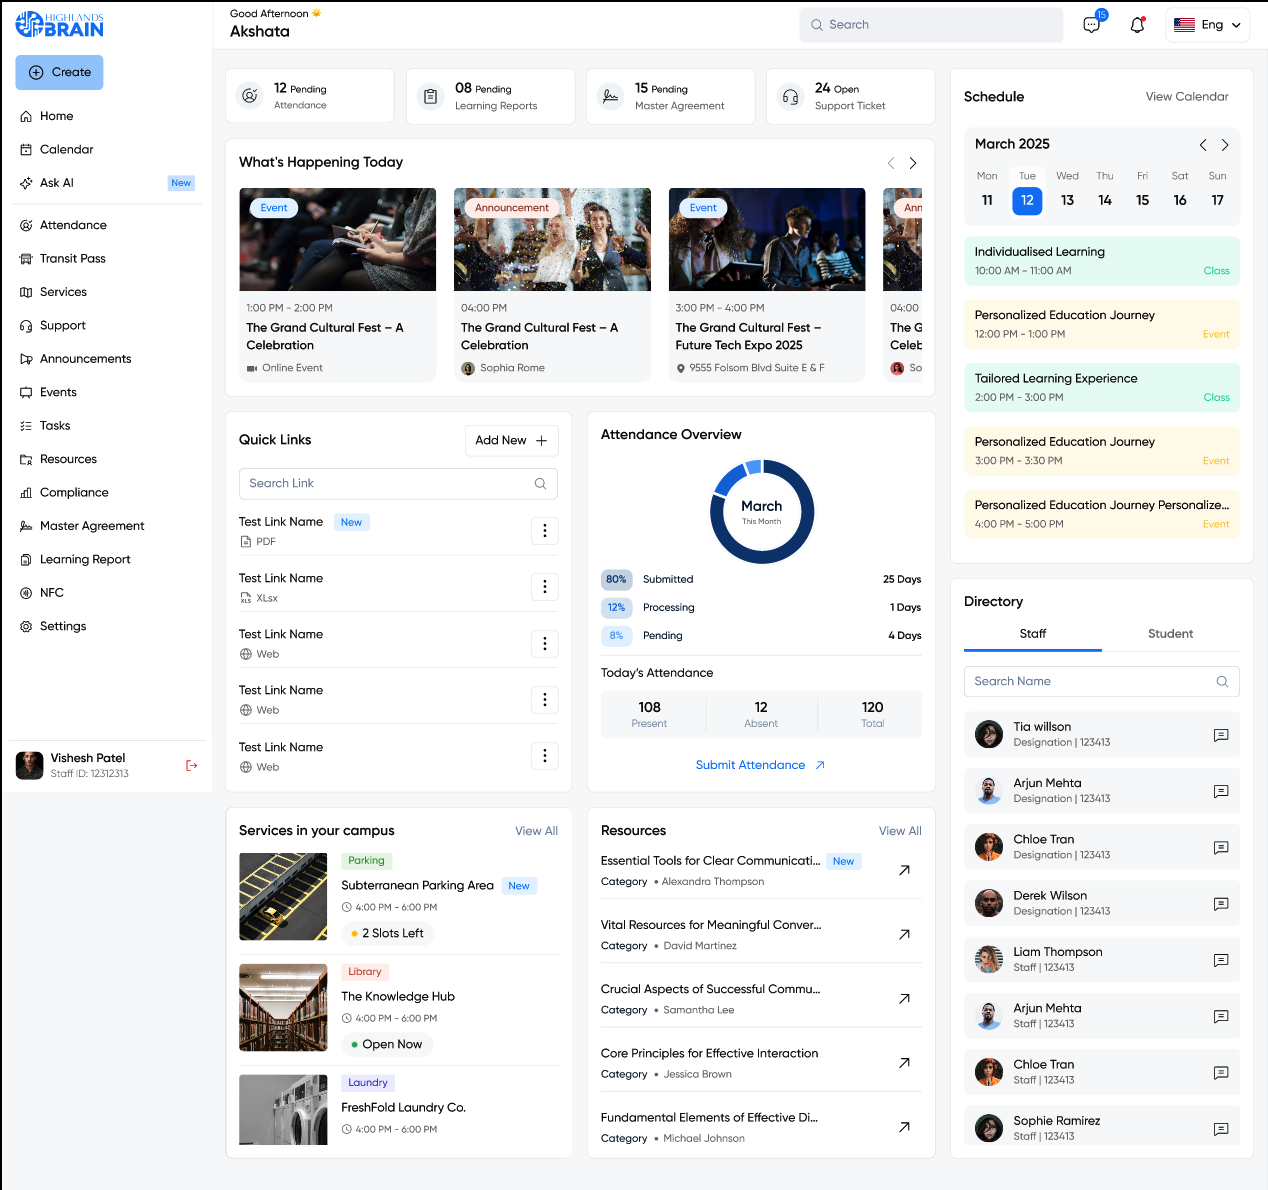 HIGHLANDS
BRAIN
Good Afternoon
Akshata
Search
15
Eng
Create
Home
Calendar
Ask AI
New
Attendance
Transit Pass
Services
Support
Announcements
Events
Tasks
Resources
Compliance
Master Agreement
Learning Report
NFC
Settings
Vishesh Patel
Staff ID: 12312313
12 Pending
Attendance
08 Pending
Learning Reports
15 Pending
Master Agreement
24 Open
Support Ticket
What's Happening Today
Event
1:00 PM - 2:00 PM
The Grand Cultural Fest – A
Celebration
Online Event
Announcement
04:00 PM
The Grand Cultural Fest – A
Celebration
Sophia Rome
Event
3:00 PM - 4:00 PM
The Grand Cultural Fest –
Future Tech Expo 2025
9555 Folsom Blvd Suite E & F
Ann
04:00
The G
Celeb
So
Quick Links
Add New
Search Link
Test Link Name New
PDF
Test Link Name
XLS XLsx
Test Link Name
Web
Test Link Name
Web
Test Link Name
Web
Attendance Overview
March
This Month
80% Submitted 25 Days
12% Processing 1 Days
8% Pending 4 Days
Today's Attendance
108 12 120
Present Absent Total
Submit Attendance
Services in your campus
View All
Parking
Subterranean Parking Area New
4:00 PM - 6:00 PM
2 Slots Left
Library
The Knowledge Hub
4:00 PM - 6:00 PM
Open Now
Laundry
FreshFold Laundry Co.
4:00 PM - 6:00 PM
Resources
View All
Essential Tools for Clear Communicati... New
Category • Alexandra Thompson
Vital Resources for Meaningful Conver...
Category • David Martinez
Crucial Aspects of Successful Commu...
Category • Samantha Lee
Core Principles for Effective Interaction
Category • Jessica Brown
Fundamental Elements of Effective Di...
Category • Michael Johnson
Schedule
View Calendar
March 2025
Mon Tue Wed Thu Fri Sat Sun
11 12 13 14 15 16 17
Individualised Learning
10:00 AM - 11:00 AM Class
Personalized Education Journey
12:00 PM - 1:00 PM Event
Tailored Learning Experience
2:00 PM - 3:00 PM Class
Personalized Education Journey
3:00 PM - 3:30 PM Event
Personalized Education Journey Personalize...
4:00 PM - 5:00 PM Event
Directory
Staff Student
Search Name
Tia willson
Designation | 123413
Arjun Mehta
Designation | 123413
Chloe Tran
Designation | 123413
Derek Wilson
Designation | 123413
Liam Thompson
Staff | 123413
Arjun Mehta
Staff | 123413
Chloe Tran
Staff | 123413
Sophie Ramirez
Staff | 123413